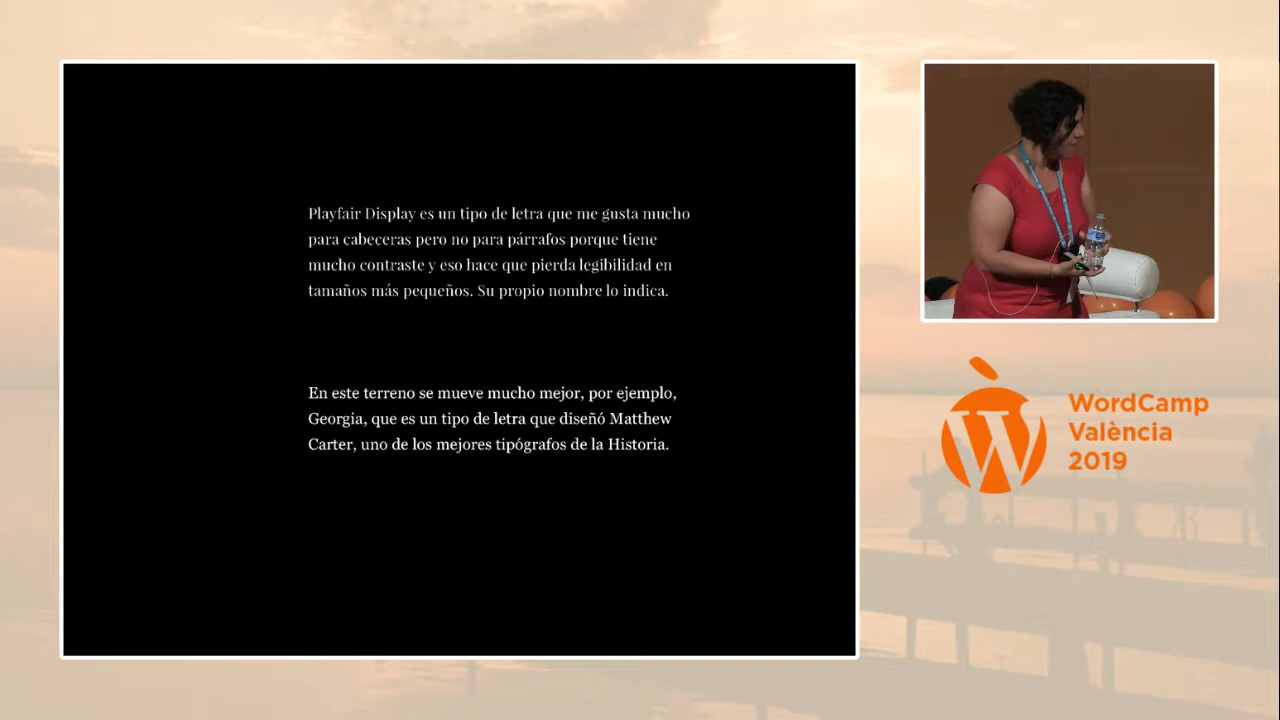 Playfair Display es un tipo de letra que me gusta mucho
para cabeceras pero no para párrafos porque tiene
mucho contraste y eso hace que pierda legibilidad en
tamaños más pequeños. Su propio nombre lo indica.
En este terreno se mueve mucho mejor, por ejemplo,
Georgia, que es un tipo de letra que diseñó Matthew
Carter, uno de los mejores tipógrafos de la Historia.
WordCamp
València
2019